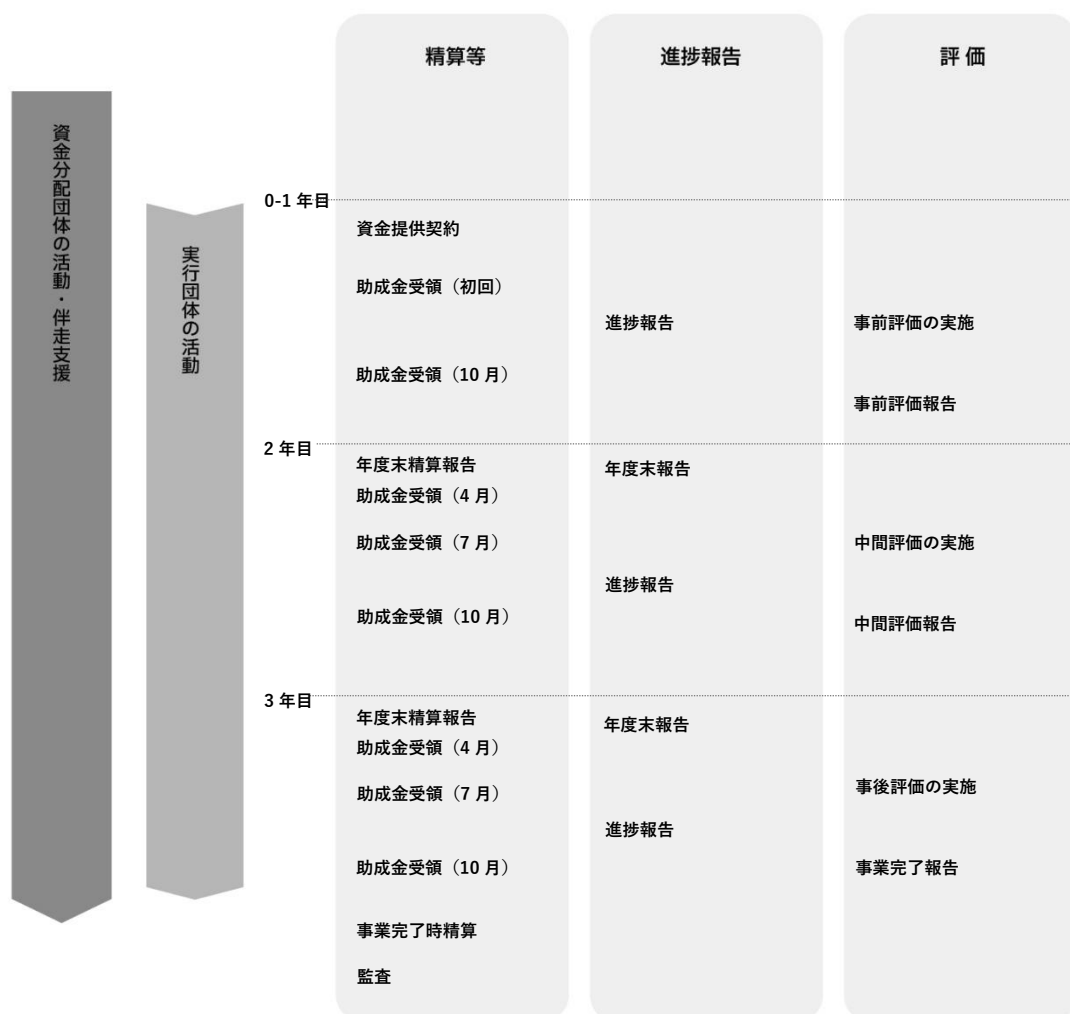 精算等
進捗報告
評 価
資金分配団体の活動・伴走支援
実行団体の活動
0-1 年目
資金提供契約
助成金受領（初回）
進捗報告
事前評価の実施
助成金受領（10 月）
事前評価報告
2 年目
年度末精算報告
年度末報告
助成金受領（4 月）
助成金受領（7 月）
中間評価の実施
進捗報告
助成金受領（10 月）
中間評価報告
3 年目
年度末精算報告
年度末報告
助成金受領（4 月）
助成金受領（7 月）
事後評価の実施
進捗報告
助成金受領（10 月）
事業完了報告
事業完了時精算
監査